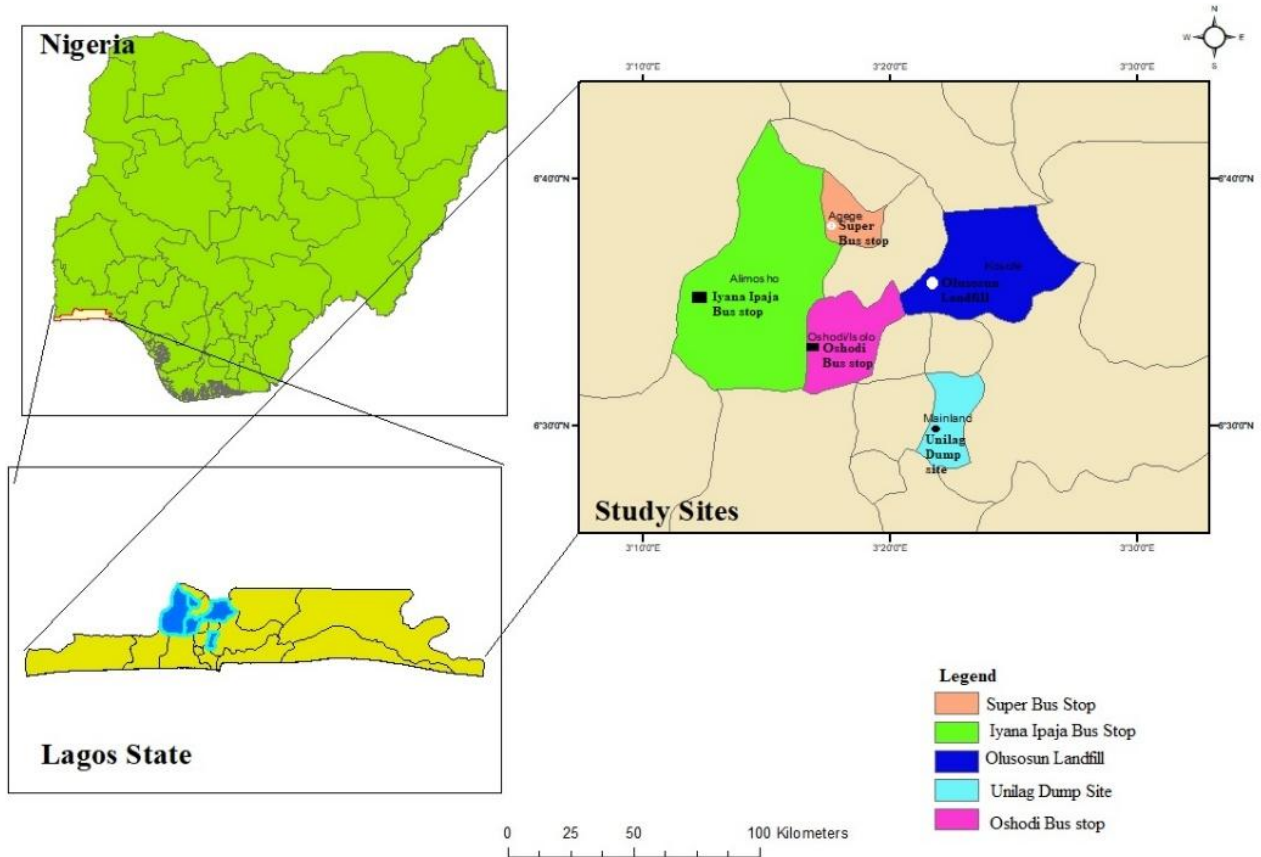 Nigeria
N
W
E
S
3°10'0"E
3°20'0"E
3°30'0"E
6°40'0"N
6°40'0"N
Agege
Super
Bus stop
Alimosho
Iyana Ipaja
Bus stop
Olusosun
Landfill
Oshodi/Isolo
Oshodi
Bus stop
6°30'0"N
6°30'0"N
Mainland
Unilag
Dump
site
Study Sites
3°10'0"E
3°20'0"E
3°30'0"E
Lagos State
Legend
Super Bus Stop
Iyana Ipaja Bus Stop
Olusosun Landfill
Unilag Dump Site
Oshodi Bus stop
0 25 50 100 Kilometers